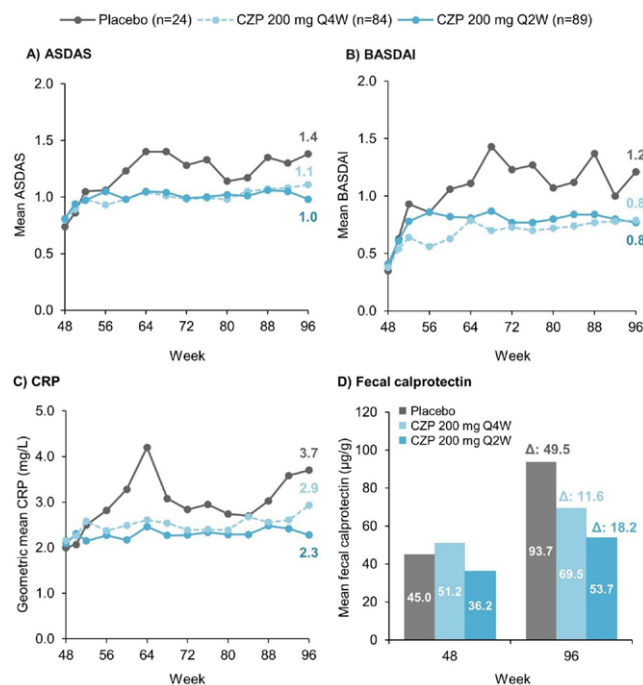 Placebo (n=24) CZP 200 mg Q4W (n=84) CZP 200 mg Q2W (n=89)
A) ASDAS
2.0
1.5
1.0
0.5
0.0
Mean ASDAS
1.4
1.1
1.0
48 56 64 72 80 88 96
Week
B) BASDAI
2.0
1.5
1.0
0.5
0.0
Mean BASDAI
1.2
0.8
0.8
48 56 64 72 80 88 96
Week
C) CRP
5.0
4.0
3.0
2.0
1.0
0.0
Geometric mean CRP (mg/L)
3.7
2.9
2.3
48 56 64 72 80 88 96
Week
D) Fecal calprotectin
Placebo
CZP 200 mg Q4W
CZP 200 mg Q2W
120
100
80
60
40
20
0
Mean fecal calprotectin (µg/g)
Δ: 49.5
Δ: 11.6
Δ: 18.2
45.0 51.2 36.2
93.7 69.5 53.7
48 96
Week